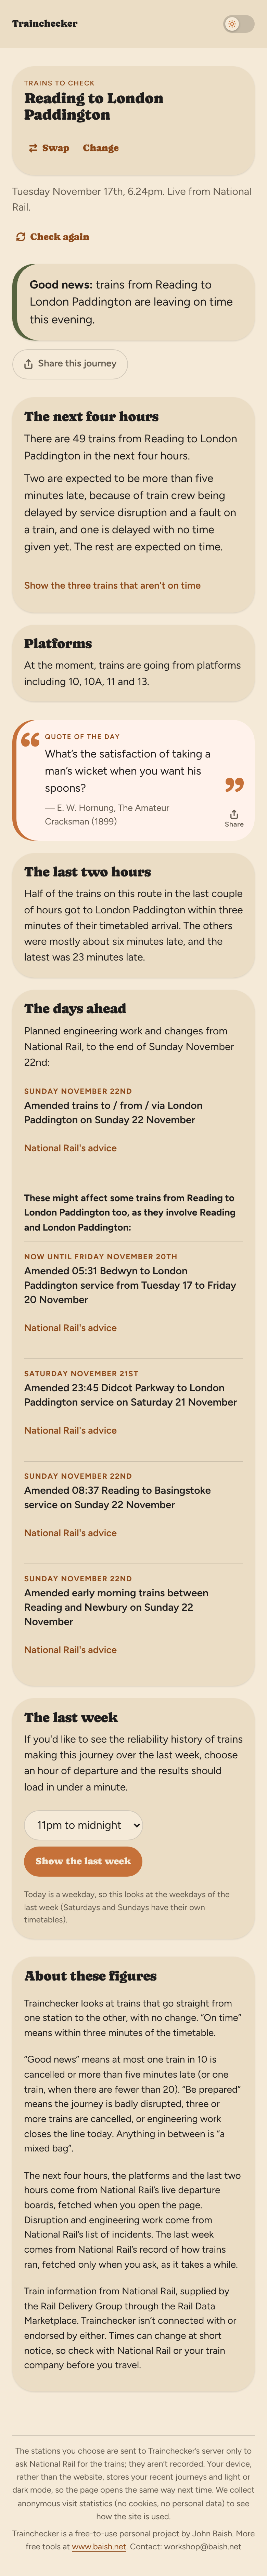 Trainchecker
TRAINS TO CHECK
Reading to London
Paddington
Swap Change
Tuesday November 17th, 6.24pm. Live from National
Rail.
Check again
Good news: trains from Reading to
London Paddington are leaving on time
this evening.
Share this journey
The next four hours
There are 49 trains from Reading to London
Paddington in the next four hours.
Two are expected to be more than five
minutes late, because of train crew being
delayed by service disruption and a fault on
a train, and one is delayed with no time
given yet. The rest are expected on time.
Show the three trains that aren't on time
Platforms
At the moment, trains are going from platforms
including 10, 10A, 11 and 13.
QUOTE OF THE DAY
What's the satisfaction of taking a
man's wicket when you want his
spoons?
— E. W. Hornung, The Amateur
Cracksman (1899)
Share
The last two hours
Half of the trains on this route in the last couple
of hours got to London Paddington within three
minutes of their timetabled arrival. The others
were mostly about six minutes late, and the
latest was 23 minutes late.
The days ahead
Planned engineering work and changes from
National Rail, to the end of Sunday November
22nd:
SUNDAY NOVEMBER 22ND
Amended trains to / from / via London
Paddington on Sunday 22 November
National Rail's advice
These might affect some trains from Reading to
London Paddington too, as they involve Reading
and London Paddington:
NOW UNTIL FRIDAY NOVEMBER 20TH
Amended 05:31 Bedwyn to London
Paddington service from Tuesday 17 to Friday
20 November
National Rail's advice
SATURDAY NOVEMBER 21ST
Amended 23:45 Didcot Parkway to London
Paddington service on Saturday 21 November
National Rail's advice
SUNDAY NOVEMBER 22ND
Amended 08:37 Reading to Basingstoke
service on Sunday 22 November
National Rail's advice
SUNDAY NOVEMBER 22ND
Amended early morning trains between
Reading and Newbury on Sunday 22
November
National Rail's advice
The last week
If you'd like to see the reliability history of trains
making this journey over the last week, choose
an hour of departure and the results should
load in under a minute.
11pm to midnight
Show the last week
Today is a weekday, so this looks at the weekdays of the
last week (Saturdays and Sundays have their own
timetables).
About these figures
Trainchecker looks at trains that go straight from
one station to the other, with no change. "On time"
means within three minutes of the timetable.
"Good news" means at most one train in 10 is
cancelled or more than five minutes late (or one
train, when there are fewer than 20). "Be prepared"
means the journey is badly disrupted, three or
more trains are cancelled, or engineering work
closes the line today. Anything in between is "a
mixed bag".
The next four hours, the platforms and the last two
hours come from National Rail's live departure
boards, fetched when you open the page.
Disruption and engineering work come from
National Rail's list of incidents. The last week
comes from National Rail's record of how trains
ran, fetched only when you ask, as it takes a while.
Train information from National Rail, supplied by
the Rail Delivery Group through the Rail Data
Marketplace. Trainchecker isn't connected with or
endorsed by either. Times can change at short
notice, so check with National Rail or your train
company before you travel.
The stations you choose are sent to Trainchecker's server only to
ask National Rail for the trains; they aren't recorded. Your device,
rather than the website, stores your recent journeys and light or
dark mode, so the page opens the same way next time. We collect
anonymous visit statistics (no cookies, no personal data) to see
how the site is used.
Trainchecker is a free-to-use personal project by John Baish. More
free tools at www.baish.net. Contact: workshop@baish.net